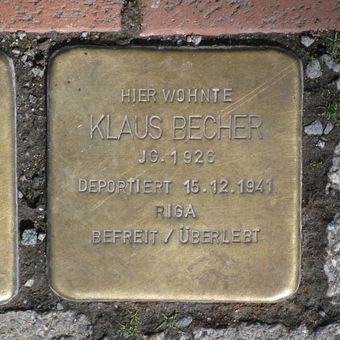 HIER WOHNTE
KLAUS BECHER
JG. 1926
DEPORTIERT 15.12.1941
RIGA
BEFREIT / ÜBERLEBT